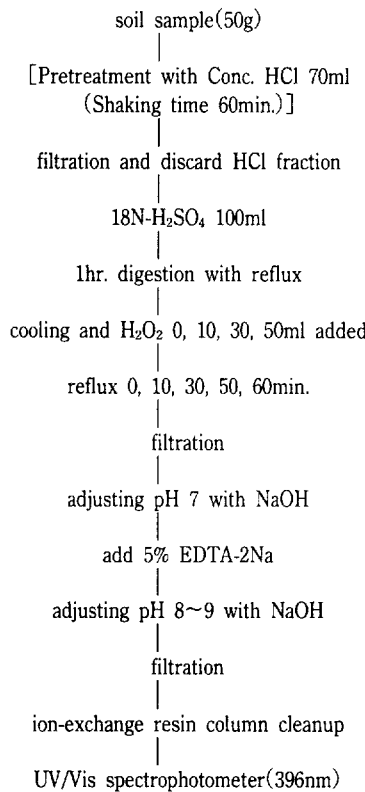 soil sample(50g)
[Pretreatment with Conc. HCl 70ml
(Shaking time 60min.)]
filtration and discard HCl fraction
18N-H₂SO₄ 100ml
1hr. digestion with reflux
cooling and H₂O₂ 0, 10, 30, 50ml added
reflux 0, 10, 30, 50, 60min.
filtration
adjusting pH 7 with NaOH
add 5% EDTA-2Na
adjusting pH 8~9 with NaOH
filtration
ion-exchange resin column cleanup
UV/Vis spectrophotometer(396nm)